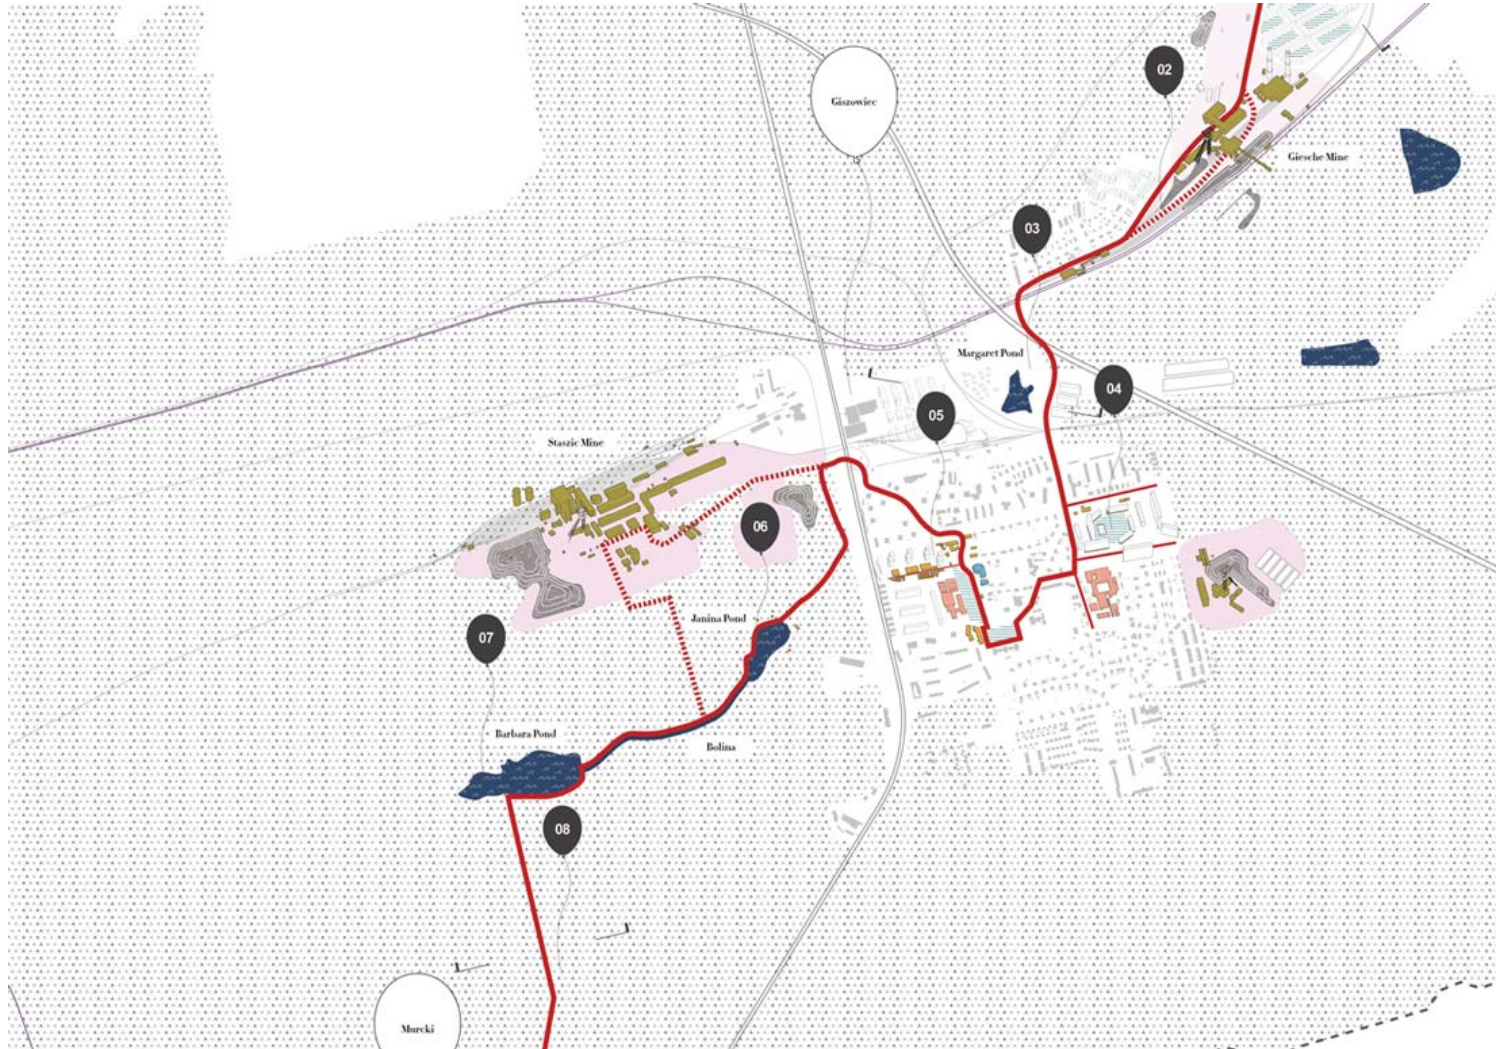 02
Giszowiec
Giesche Mine
03
Margaret Pond
04
05
Staszic Mine
06
Janina Pond
07
Barbara Pond
Bolina
08
Murcki